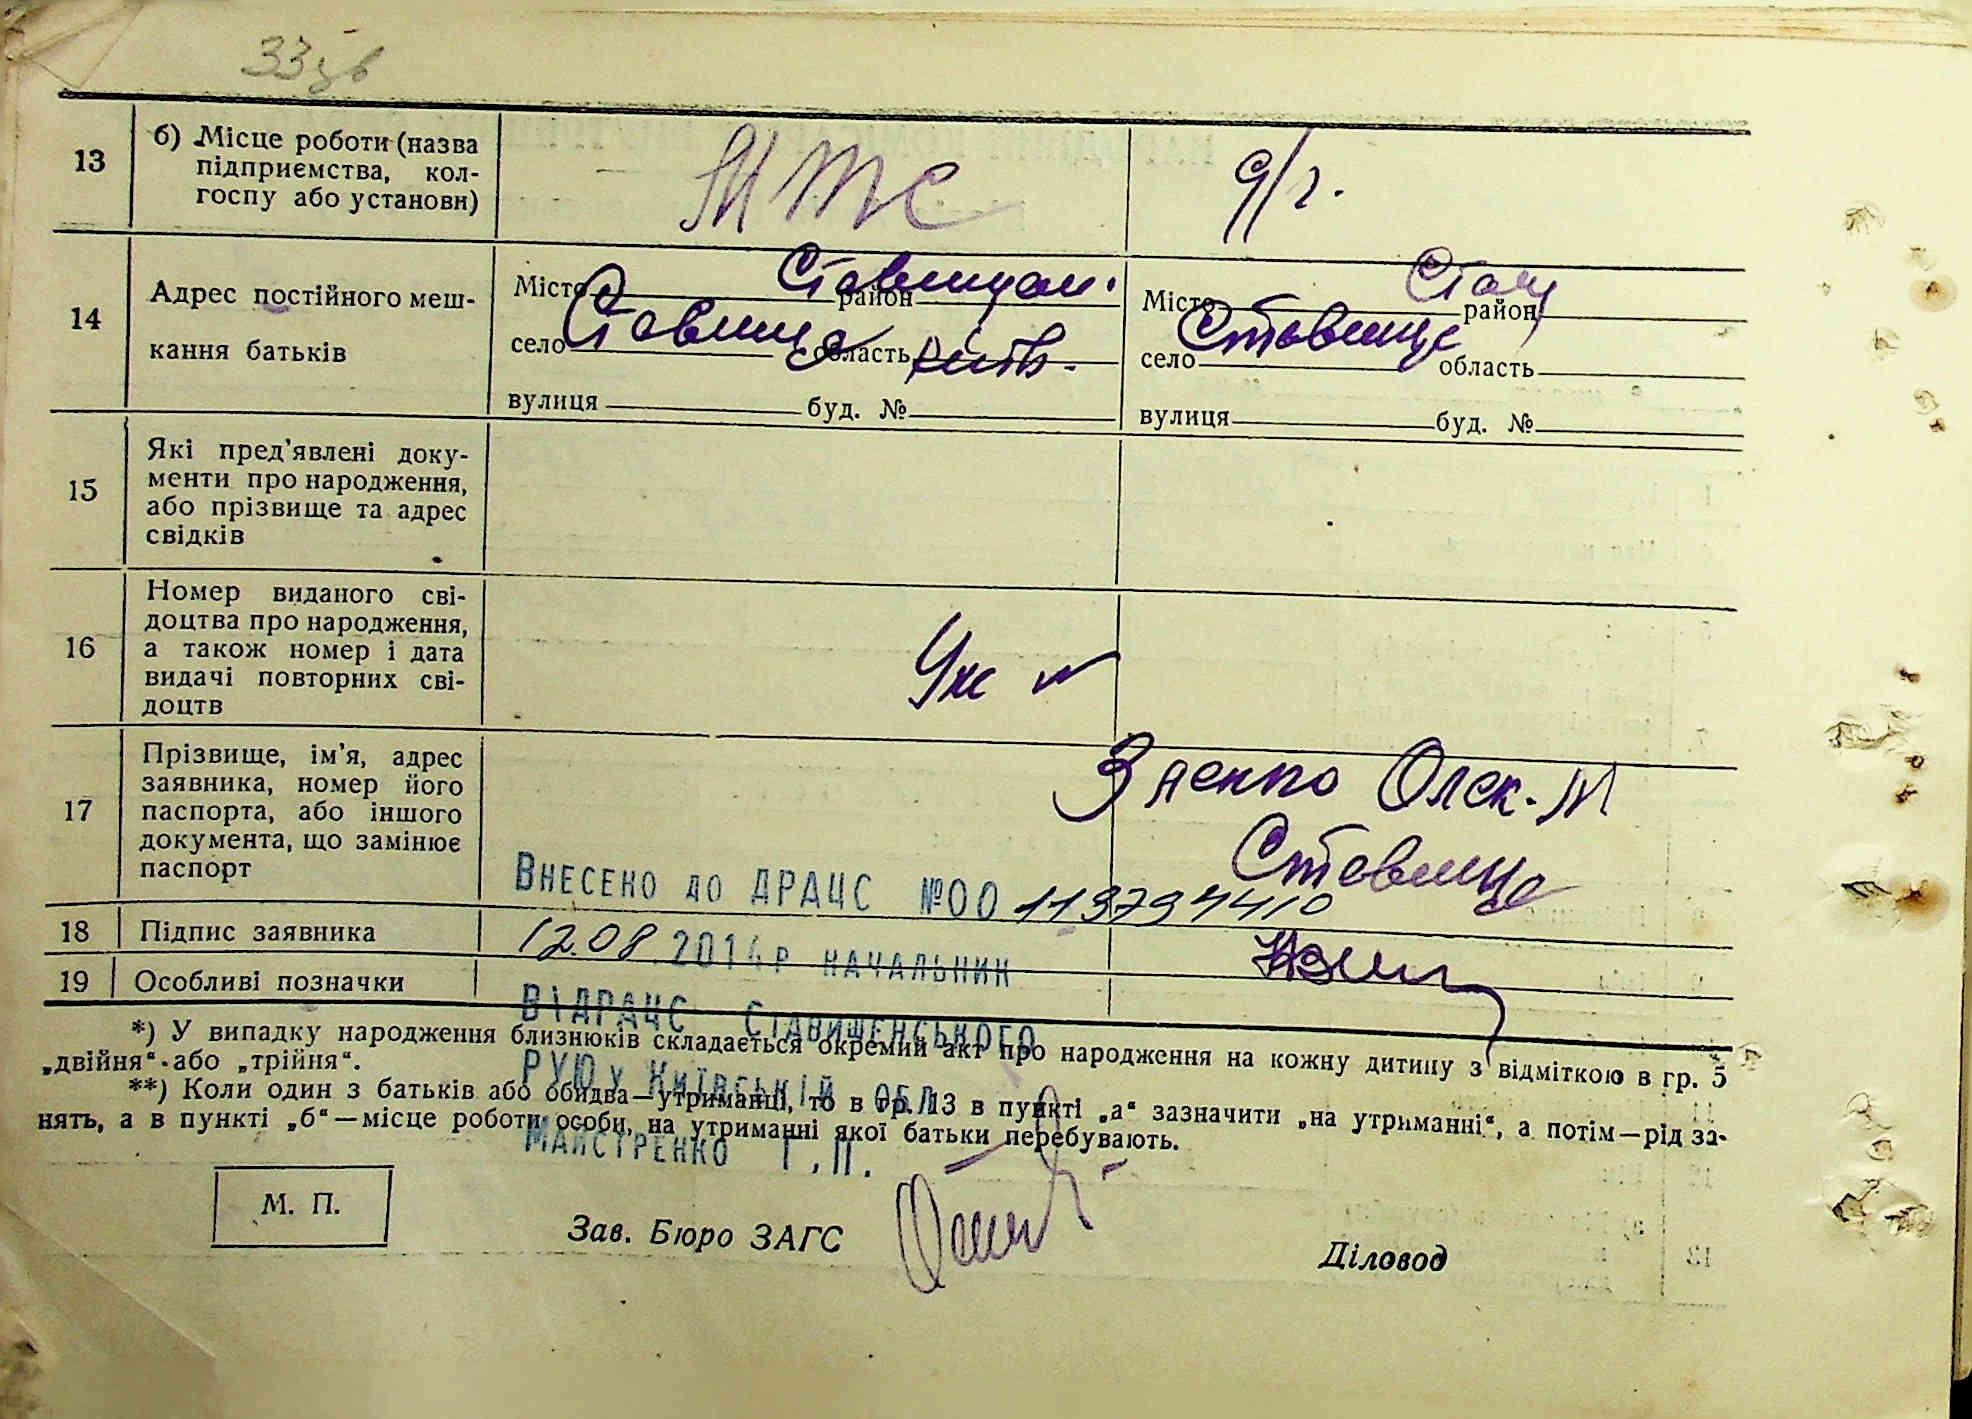 33 зв
13
б) Місце роботи (назва
підприємства, кол-
госпу або установи)
МТС
д/г.
14
Адрес постійного меш-
кання батьків
Місто район Ставищан.
село Ставище область Київ.
вулиця буд. №
Місто район Став
село Ставище область
вулиця буд. №
15
Які пред'явлені доку-
менти про народження,
або прізвище та адрес
свідків
16
Номер виданого сві-
доцтва про народження,
а також номер і дата
видачі повторних сві-
доцтв
17
Прізвище, ім'я, адрес
заявника, номер його
паспорта, або іншого
документа, що замінює
паспорт
Олек. М
Ставище
ВНЕСЕНО ДО ДРАЦС №00119794410
18
Підпис заявника
12.08.2014р НАЧАЛЬНИК
19
Особливі позначки
ВІДРАЦС СТАВИЩЕНСЬКОГО
РУЮ у КИЇВСЬКІЙ ОБЛ
МАЙСТРЕНКО Г.П.
*) У випадку народження близнюків складається окремий акт про народження на кожну дитину з відміткою в гр. 5
„двійня“ або „трійня“.
**) Коли один з батьків або обидва—утриманці, то в гр. 13 в пункті „а“ зазначити „на утриманні“, а потім—рід за-
нять, а в пункті „б“—місце роботи особи, на утриманні якої батьки перебувають.
М. П.
Зав. Бюро ЗАГС
Діловод